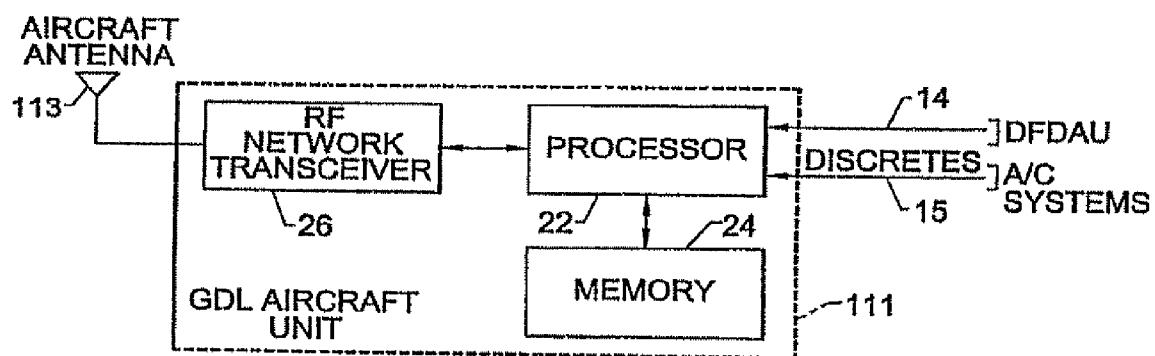 AIRCRAFT
ANTENNA
113
RF
NETWORK
TRANSCEIVER
26
PROCESSOR
22
24
MEMORY
GDL AIRCRAFT
UNIT
14
DFDAU
DISCRETES
A/C
SYSTEMS
15
111